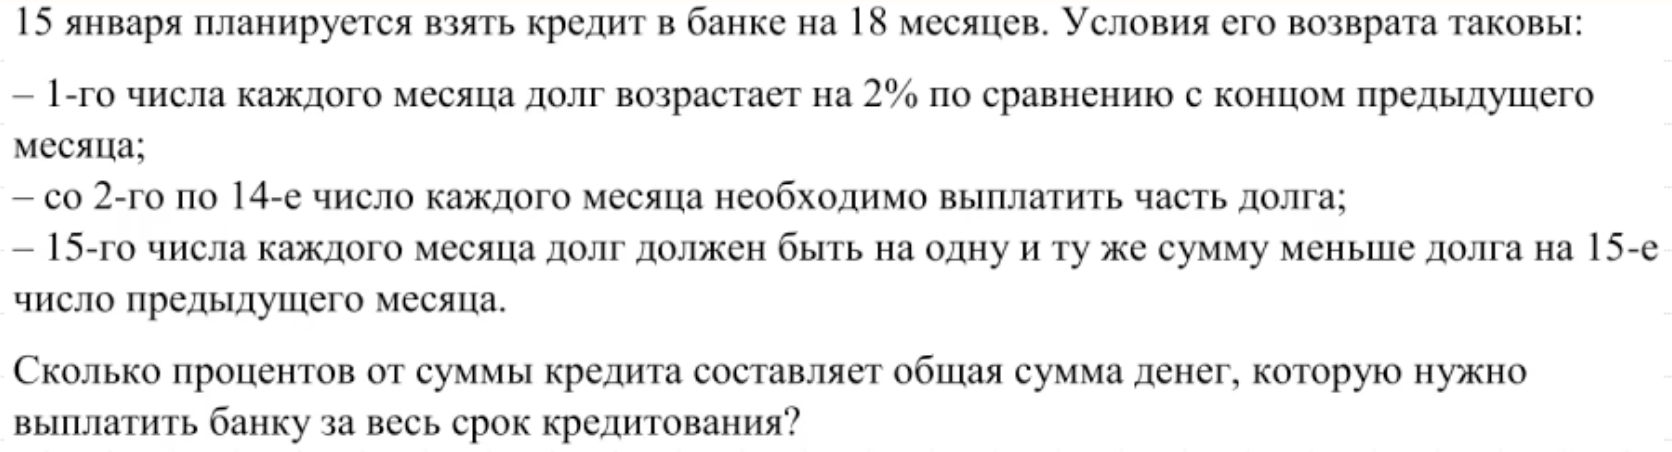 15 января планируется взять кредит в банке на 18 месяцев. Условия его возврата таковы:
– 1-го числа каждого месяца долг возрастает на 2% по сравнению с концом предыдущего
месяца;
– со 2-го по 14-е число каждого месяца необходимо выплатить часть долга;
– 15-го числа каждого месяца долг должен быть на одну и ту же сумму меньше долга на 15-е
число предыдущего месяца.
Сколько процентов от суммы кредита составляет общая сумма денег, которую нужно
выплатить банку за весь срок кредитования?